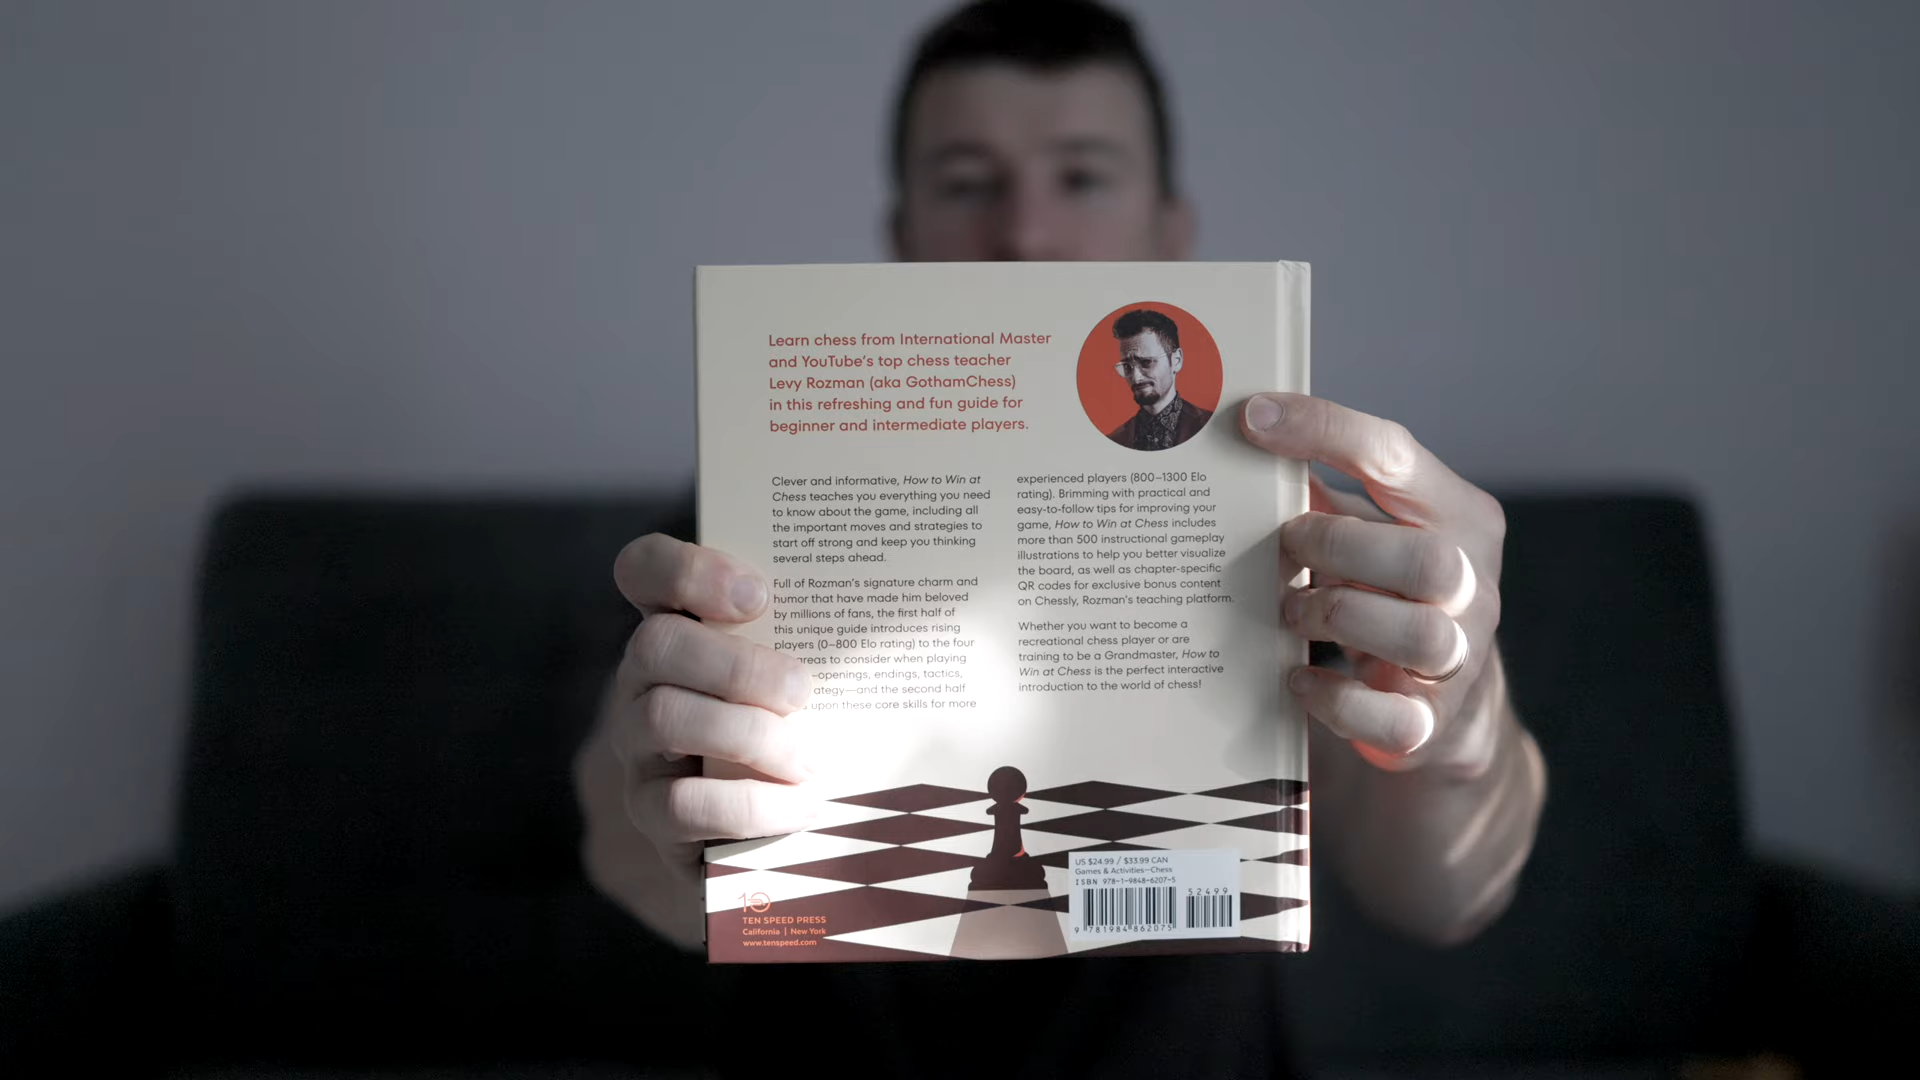 Learn chess from International Master
and YouTube's top chess teacher
Levy Rozman (aka GothamChess)
in this refreshing and fun guide for
beginner and intermediate players.
Clever and informative, How to Win at
Chess teaches you everything you need
to know about the game, including all
the important moves and strategies to
start off strong and keep you thinking
several steps ahead.
Full of Rozman's signature charm and
humor that have made him beloved
by millions of fans, the first half of
this unique guide introduces rising
players (0–800 Elo rating) to the four
to consider when playing
—openings, endings, tactics,
—and the second half
upon these core skills for more
experienced players (800–1300 Elo
rating). Brimming with practical and
easy-to-follow tips for improving your
game, How to Win at Chess includes
more than 500 instructional gameplay
illustrations to help you better visualize
the board, as well as chapter-specific
QR codes for exclusive bonus content
on Chessly, Rozman's teaching platform.
Whether you want to become a
recreational chess player or are
training to be a Grandmaster, How to
Win at Chess is the perfect interactive
introduction to the world of chess!
US $24.99 / $33.99 CAN
Games & Activities—Chess
ISBN 978-1-9848-6207-5
52499
9 781984 862075
10
TEN SPEED PRESS
California | New York
www.tenspeed.com